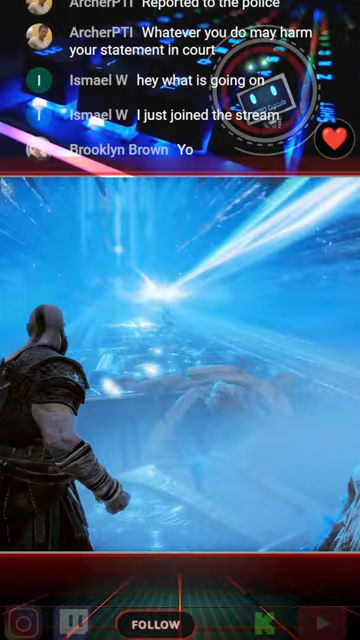 ArcherPTI Reported to the police
ArcherPTI Whatever you do may harm
your statement in court
I Ismael W hey what is going on
I Ismael W I just joined the stream
Brooklyn Brown Yo
FOLLOW